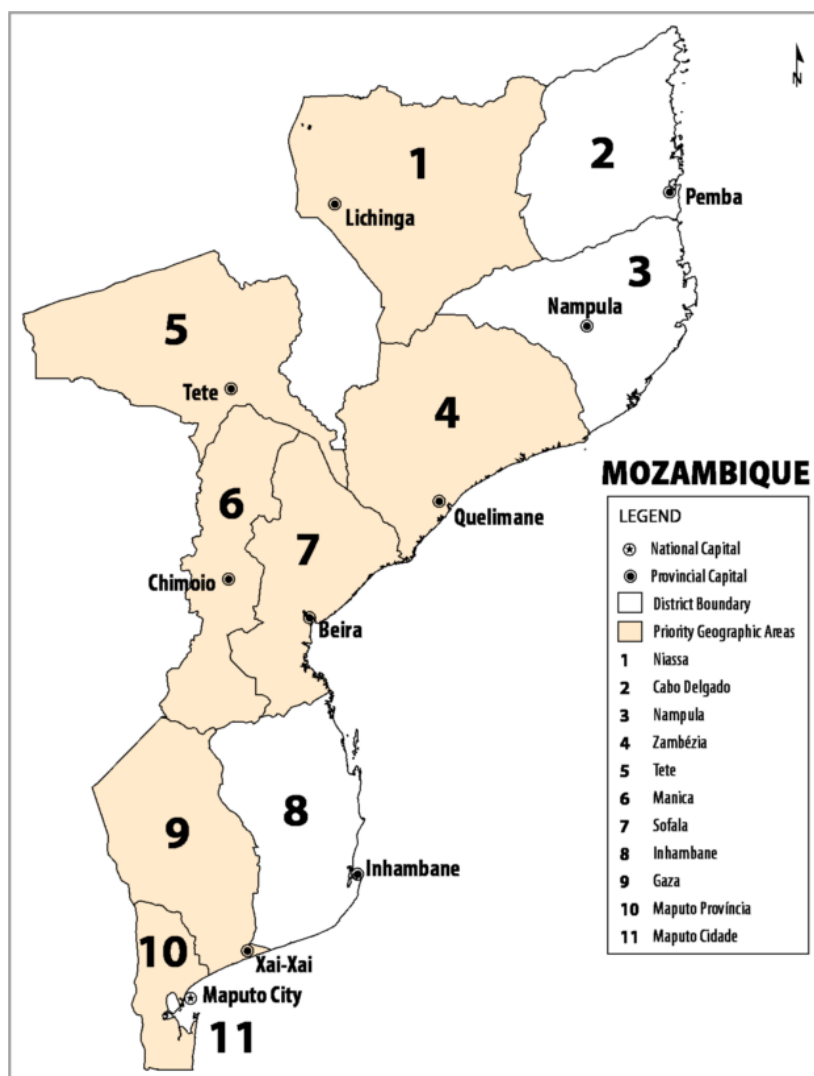 N
1
2
Pemba
Lichinga
3
Nampula
5
Tete
4
MOZAMBIQUE
6
Quelimane
7
Chimoio
Beira
LEGEND
National Capital
Provincial Capital
District Boundary
Priority Geographic Areas
1 Niassa
2 Cabo Delgado
3 Nampula
4 Zambézia
5 Tete
6 Manica
7 Sofala
8 Inhambane
9 Gaza
10 Maputo Província
11 Maputo Cidade
8
9
Inhambane
10
Xai-Xai
Maputo City
11